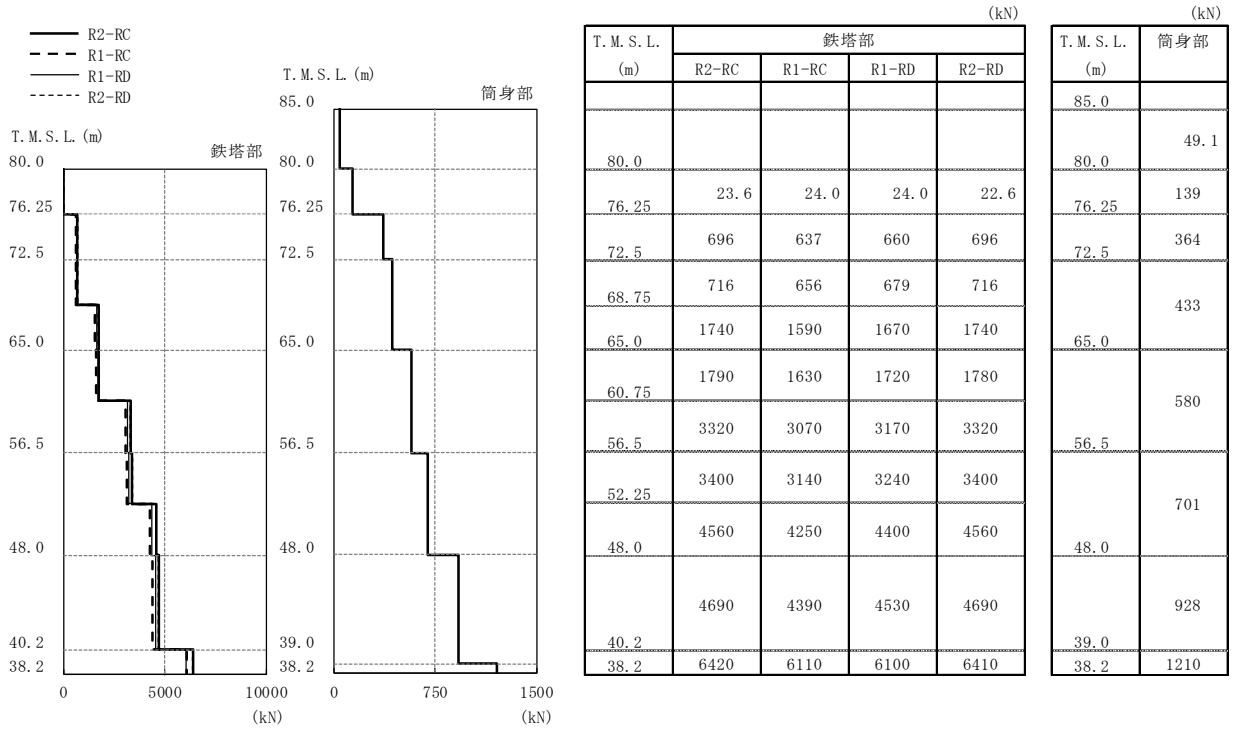 R2-RC
R1-RC
R1-RD
R2-RD
T.M.S.L.(m)
鉄塔部
80.0
76.25
72.5
65.0
56.5
48.0
40.2
38.2
0
5000
10000
(kN)
T.M.S.L.(m)
筒身部
85.0
80.0
76.25
72.5
65.0
56.5
48.0
39.0
38.2
0
750
1500
(kN)
(kN)
T.M.S.L. 鉄塔部
(m) R2-RC R1-RC R1-RD R2-RD
80.0
23.6 24.0 24.0 22.6
76.25
696 637 660 696
72.5
716 656 679 716
68.75
1740 1590 1670 1740
65.0
1790 1630 1720 1780
60.75
3320 3070 3170 3320
56.5
3400 3140 3240 3400
52.25
4560 4250 4400 4560
48.0
4690 4390 4530 4690
40.2
38.2 6420 6110 6100 6410
(kN)
T.M.S.L. 筒身部
(m)
85.0
49.1
80.0
139
76.25
364
72.5
433
65.0
580
56.5
701
48.0
928
39.0
38.2 1210